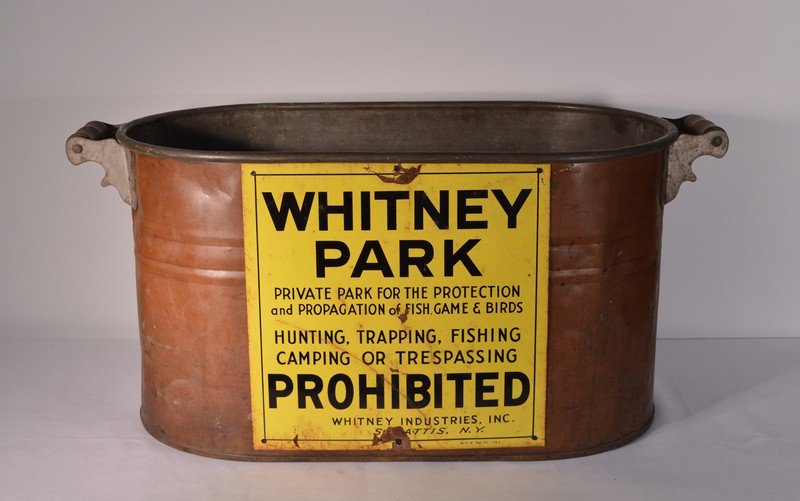 WHITNEY
PARK
PRIVATE PARK FOR THE PROTECTION
and PROPAGATION of FISH, GAME & BIRDS
HUNTING, TRAPPING, FISHING
CAMPING OR TRESPASSING
PROHIBITED
WHITNEY INDUSTRIES, INC.
N.Y.